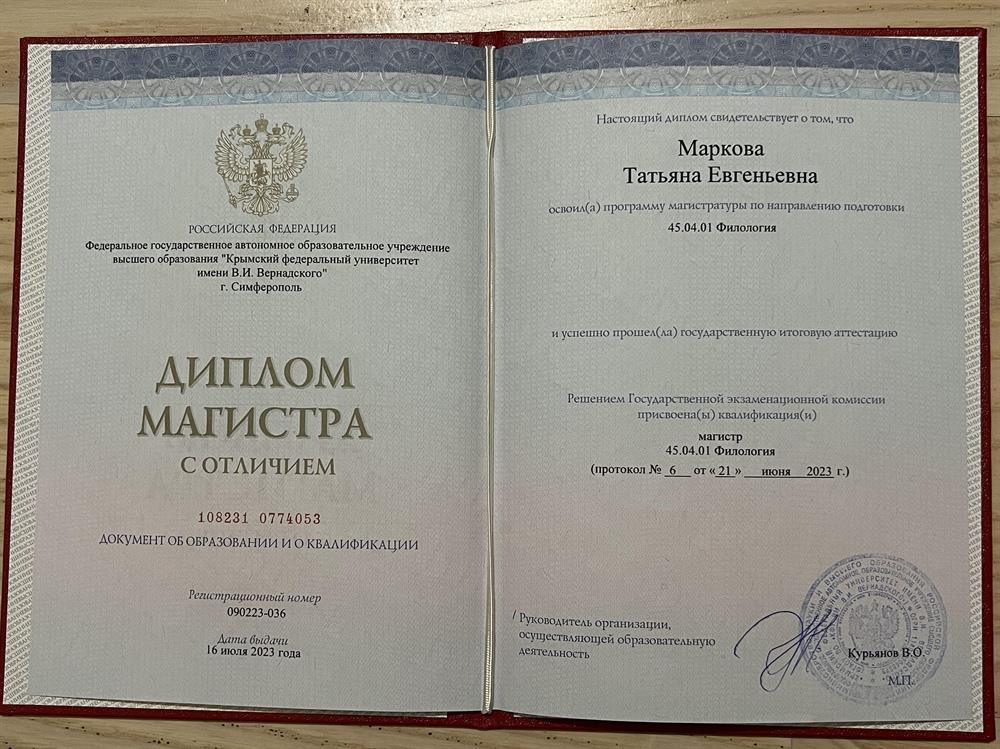 РОССИЙСКАЯ ФЕДЕРАЦИЯ
Федеральное государственное автономное образовательное учреждение
высшего образования "Крымский федеральный университет
имени В.И. Вернадского"
г. Симферополь
ДИПЛОМ
МАГИСТРА
С ОТЛИЧИЕМ
108231 0774053
ДОКУМЕНТ ОБ ОБРАЗОВАНИИ И О КВАЛИФИКАЦИИ
Регистрационный номер
090223-036
Дата выдачи
16 июля 2023 года
Настоящий диплом свидетельствует о том, что
Маркова
Татьяна Евгеньевна
освоил(а) программу магистратуры по направлению подготовки
45.04.01 Филология
и успешно прошел(ла) государственную итоговую аттестацию
Решением Государственной экзаменационной комиссии
присвоена(ы) квалификация(и)
магистр
45.04.01 Филология
(протокол № 6 от « 21 » июня 2023 г.)
Руководитель организации,
осуществляющей образовательную
деятельность
Курьянов В.О.
М.П.